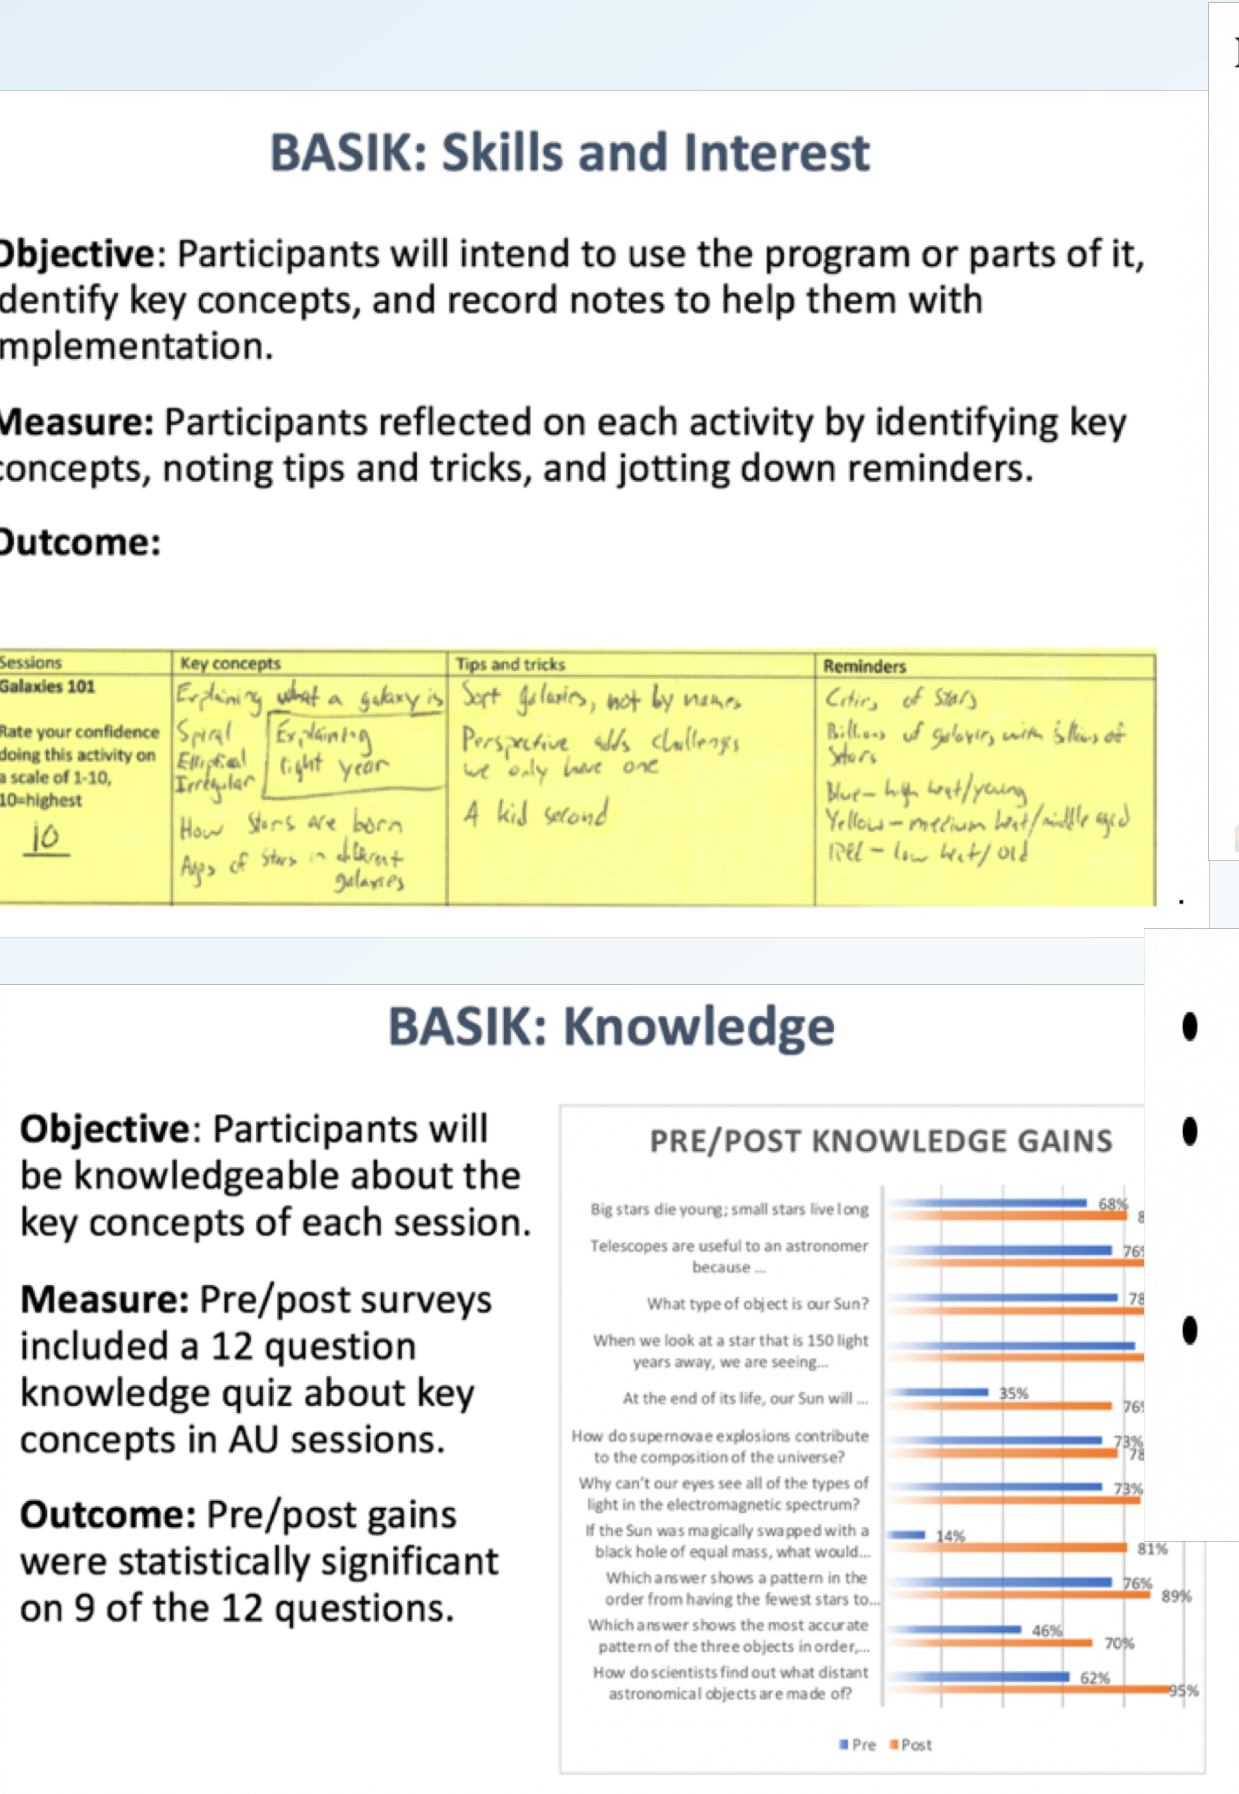 BASIK: Skills and Interest
Objective: Participants will intend to use the program or parts of it,
identify key concepts, and record notes to help them with
mplementation.
Measure: Participants reflected on each activity by identifying key
concepts, noting tips and tricks, and jotting down reminders.
Outcome:
Sessions
Galaxies 101
Rate your confidence
doing this activity on
a scale of 1-10,
10=highest
10
Key concepts
Explaining what a galaxy is
Spiral
Elliptical
Irregular
Explaining
light year
How Stars are born
Ages of Stars in different
galaxies
Tips and tricks
Sort galaxies, not by names
Perspective adds challenges
we only have one
A kid second
Reminders
Cities of Stars
Billions of galaxies with billions of
Stars
Blue - high heat/young
Yellow - medium heat/middle aged
Red - low heat/old
.
BASIK: Knowledge
Objective: Participants will
be knowledgeable about the
key concepts of each session.
Measure: Pre/post surveys
included a 12 question
knowledge quiz about key
concepts in AU sessions.
Outcome: Pre/post gains
were statistically significant
on 9 of the 12 questions.
PRE/POST KNOWLEDGE GAINS
Big stars die young; small stars live long
68%
8
Telescopes are useful to an astronomer
because ...
76%
What type of object is our Sun?
78
When we look at a star that is 150 light
years away, we are seeing...
At the end of its life, our Sun will ...
35%
76%
How do supernovae explosions contribute
to the composition of the universe?
73%
78
Why can't our eyes see all of the types of
light in the electromagnetic spectrum?
73%
If the Sun was magically swapped with a
black hole of equal mass, what would...
14%
81%
Which answer shows a pattern in the
order from having the fewest stars to...
76%
89%
Which answer shows the most accurate
pattern of the three objects in order,...
46%
70%
How do scientists find out what distant
astronomical objects are made of?
62%
95%
Pre Post